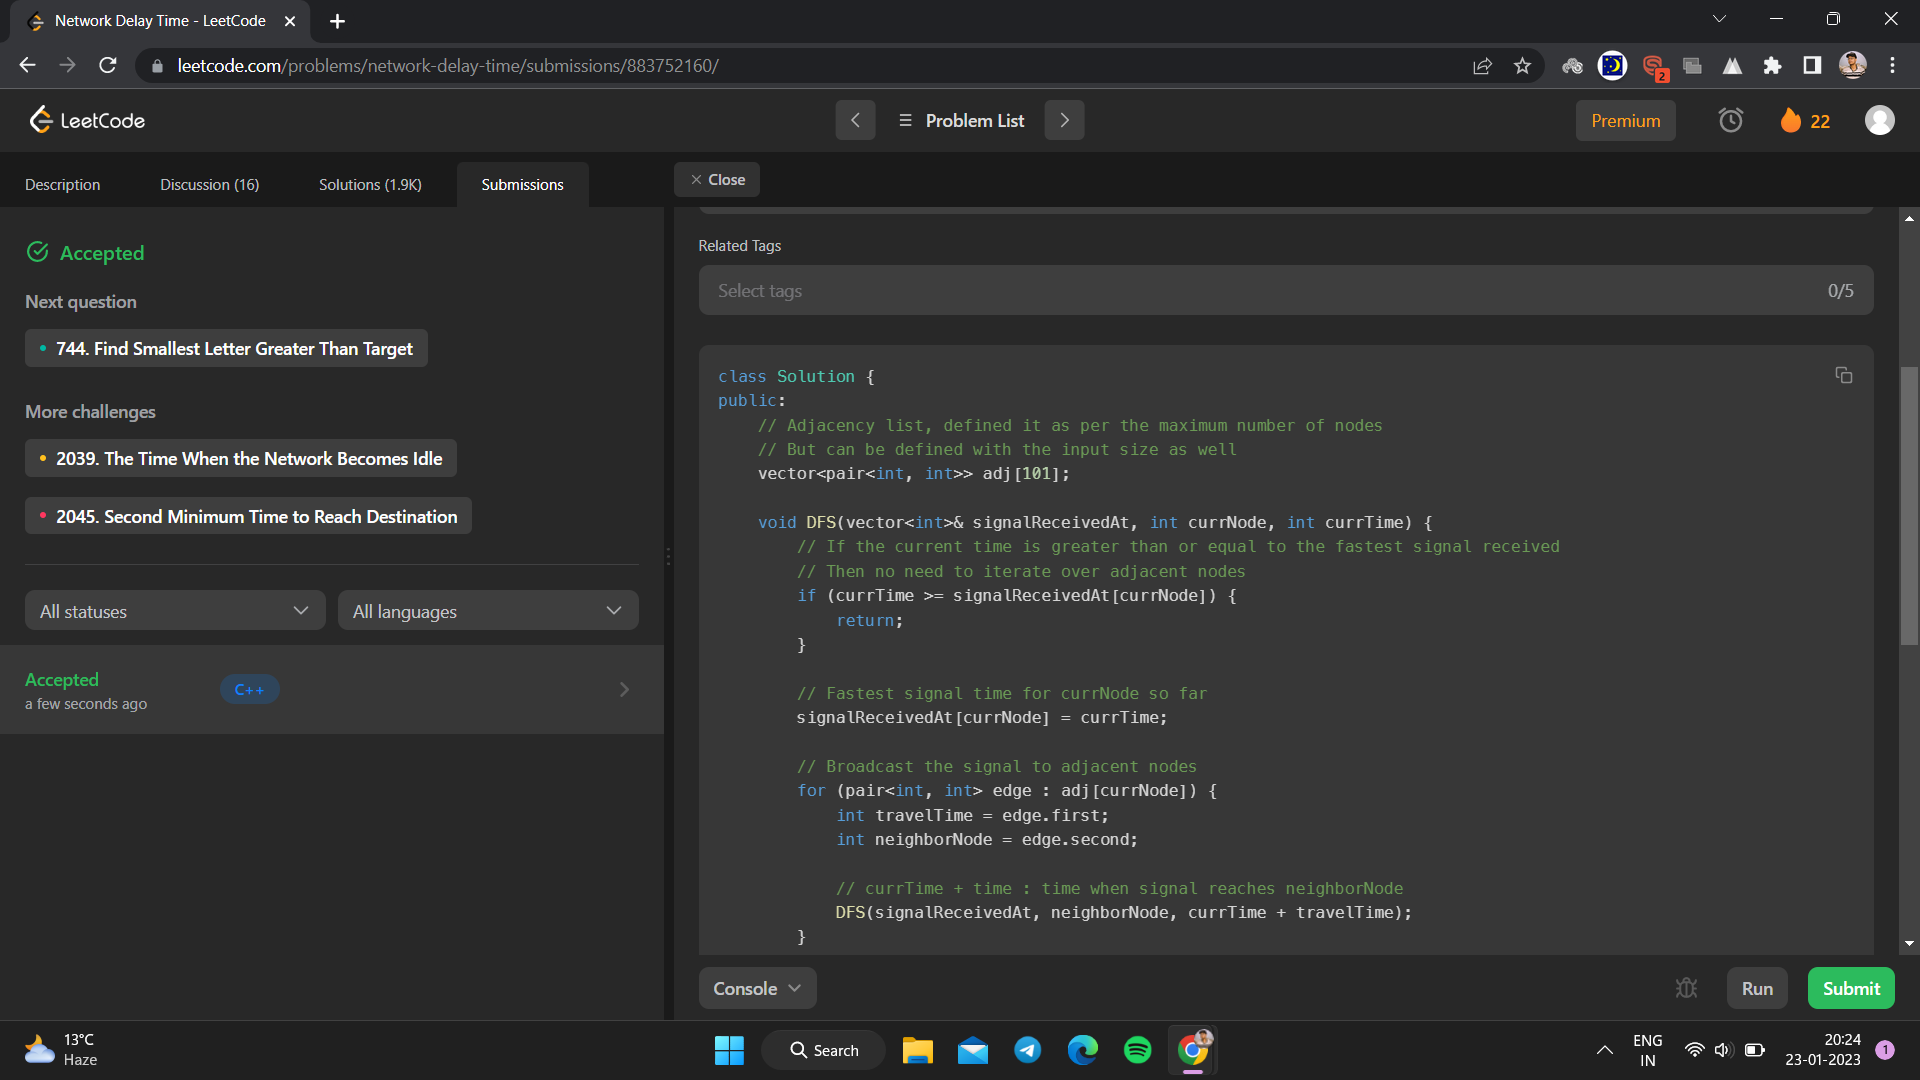 Network Delay Time - LeetCode
leetcode.com/problems/network-delay-time/submissions/883752160/
2
LeetCode
Problem List
Premium
22
Description
Discussion (16)
Solutions (1.9K)
Submissions
Close
Accepted
Next question
744. Find Smallest Letter Greater Than Target
More challenges
2039. The Time When the Network Becomes Idle
2045. Second Minimum Time to Reach Destination
All statuses
All languages
Accepted
a few seconds ago
C++
Related Tags
Select tags
0/5
class Solution {
public:
// Adjacency list, defined it as per the maximum number of nodes
// But can be defined with the input size as well
vector<pair<int, int>> adj[101];
void DFS(vector<int>& signalReceivedAt, int currNode, int currTime) {
// If the current time is greater than or equal to the fastest signal received
// Then no need to iterate over adjacent nodes
if (currTime >= signalReceivedAt[currNode]) {
return;
}
// Fastest signal time for currNode so far
signalReceivedAt[currNode] = currTime;
// Broadcast the signal to adjacent nodes
for (pair<int, int> edge : adj[currNode]) {
int travelTime = edge.first;
int neighborNode = edge.second;
// currTime + time : time when signal reaches neighborNode
DFS(signalReceivedAt, neighborNode, currTime + travelTime);
}
Console
Run
Submit
13°C
Haze
Search
ENG
IN
20:24
23-01-2023
1